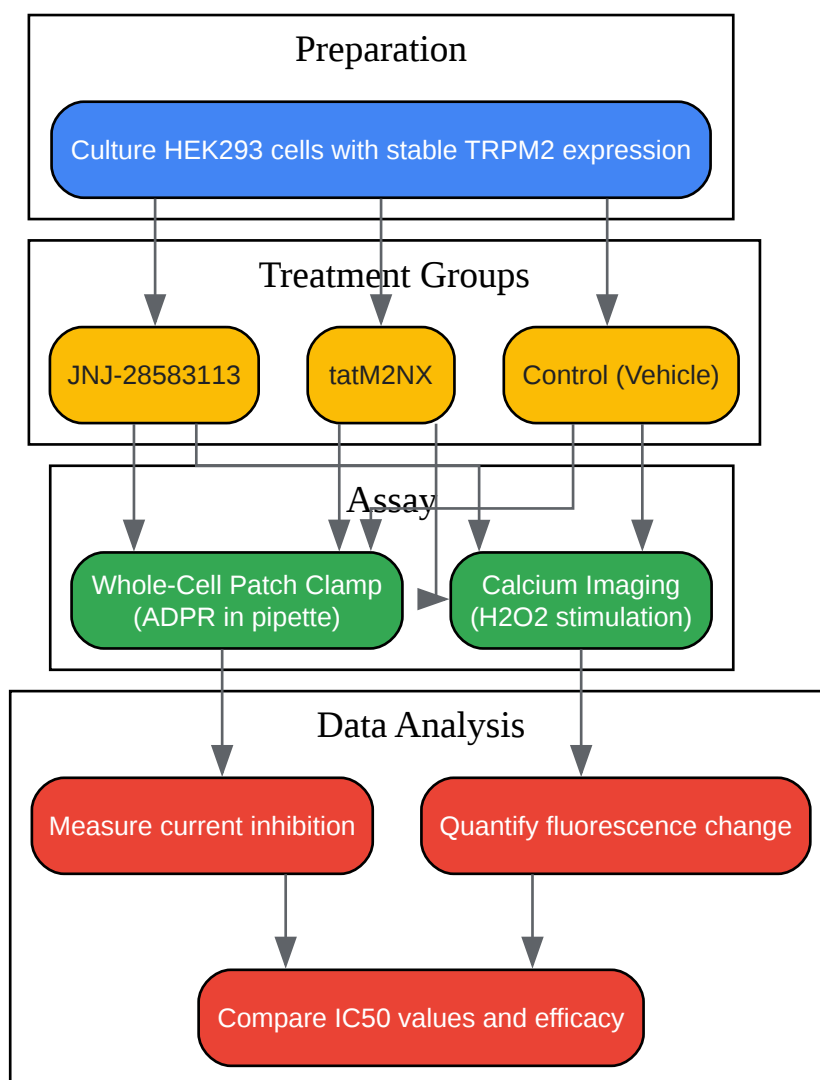 Preparation
Culture HEK293 cells with stable TRPM2 expression
Treatment Groups
JNJ-28583113
tatM2NX
Control (Vehicle)
Assay
Whole-Cell Patch Clamp
(ADPR in pipette)
Calcium Imaging
(H2O2 stimulation)
Data Analysis
Measure current inhibition
Quantify fluorescence change
Compare IC50 values and efficacy